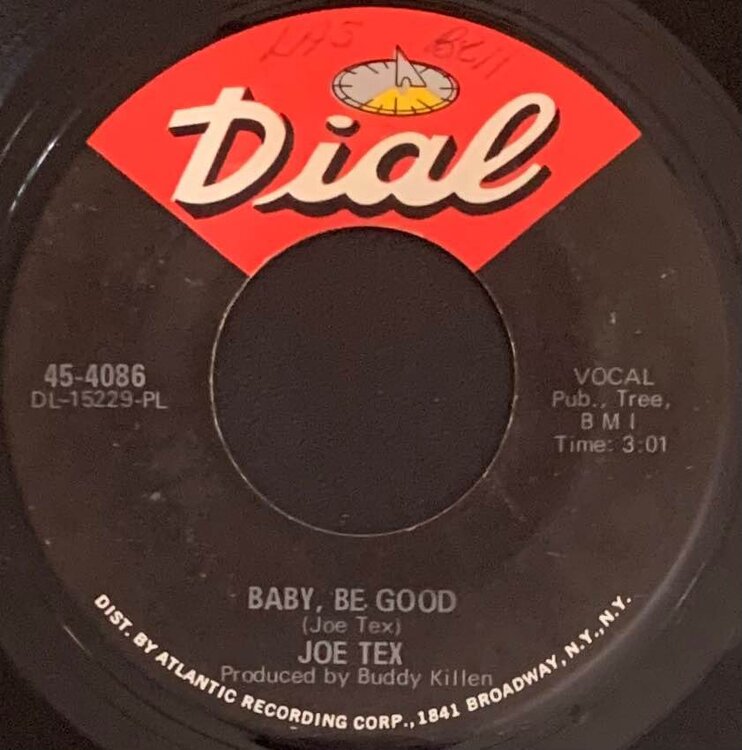 Dial
45-4086
DL-15229-PL
VOCAL
Pub., Tree,
B M I
Time: 3:01
BABY, BE GOOD
(Joe Tex)
JOE TEX
Produced by Buddy Killen
DIST. BY ATLANTIC RECORDING CORP., 1841 BROADWAY, N.Y., N.Y.